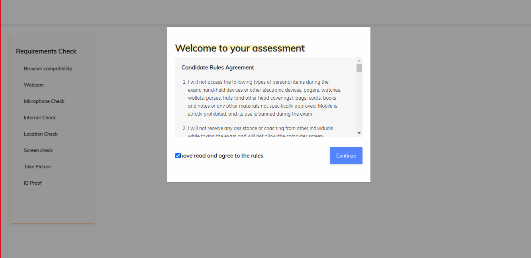 Requirements Check
Browser compatibility
Webcam
Microphone Check
Internet Check
Location Check
Screen check
Take Picture
ID Proof
Welcome to your assessment
Candidate Rules Agreement
1. I will not access the following types of personal items during the
exam: hand-held devices or other electronic devices, pagers, watches,
wallets, purses, hats (and other head coverings), bags, coats, books
and notes or any other materials not specifically approved. Mobile is
strictly prohibited, and its use is banned during the exam.
2. I will not receive any assistance or coaching from other individuals
while taking the exam and will not allow the computer screen
have read and agree to the rules
Continue